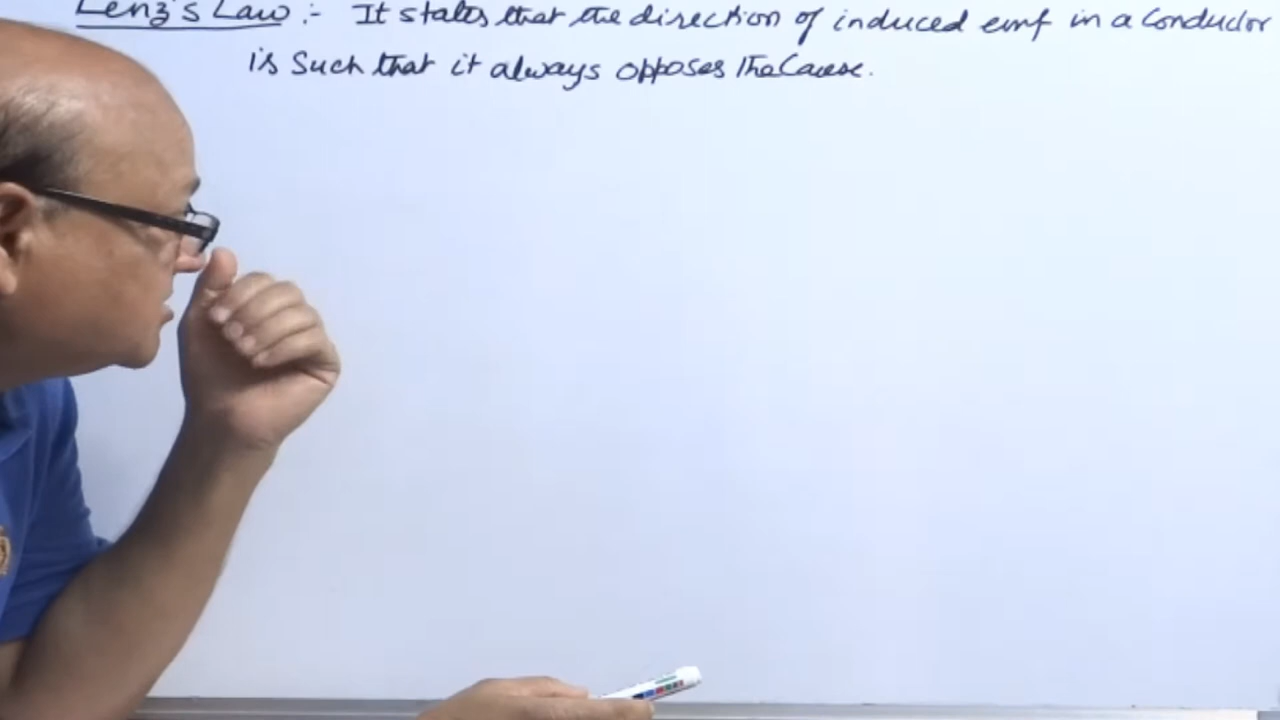 Lenz's Law :- It states that the direction of induced emf in a Conductor
is Such that it always opposes The Cause.